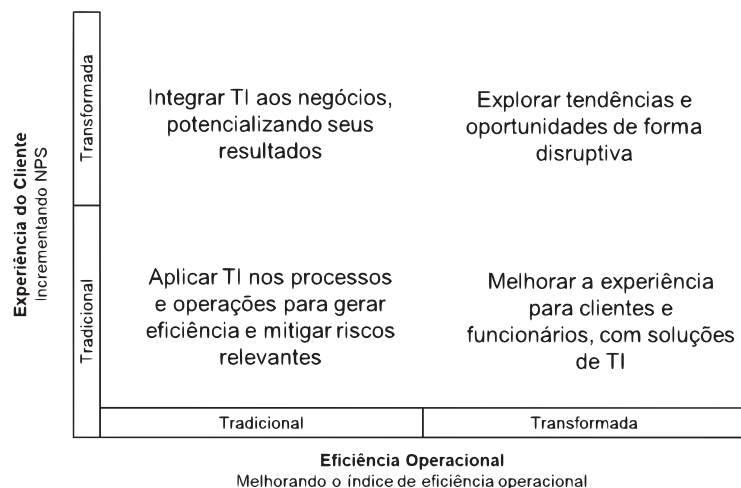 Experiência do Cliente
Incrementando NPS
Transformada
Integrar TI aos negócios,
potencializando seus
resultados
Explorar tendências e
oportunidades de forma
disruptiva
Tradicional
Aplicar TI nos processos
e operações para gerar
eficiência e mitigar riscos
relevantes
Melhorar a experiência
para clientes e
funcionários, com soluções
de TI
Tradicional
Transformada
Eficiência Operacional
Melhorando o índice de eficiência operacional